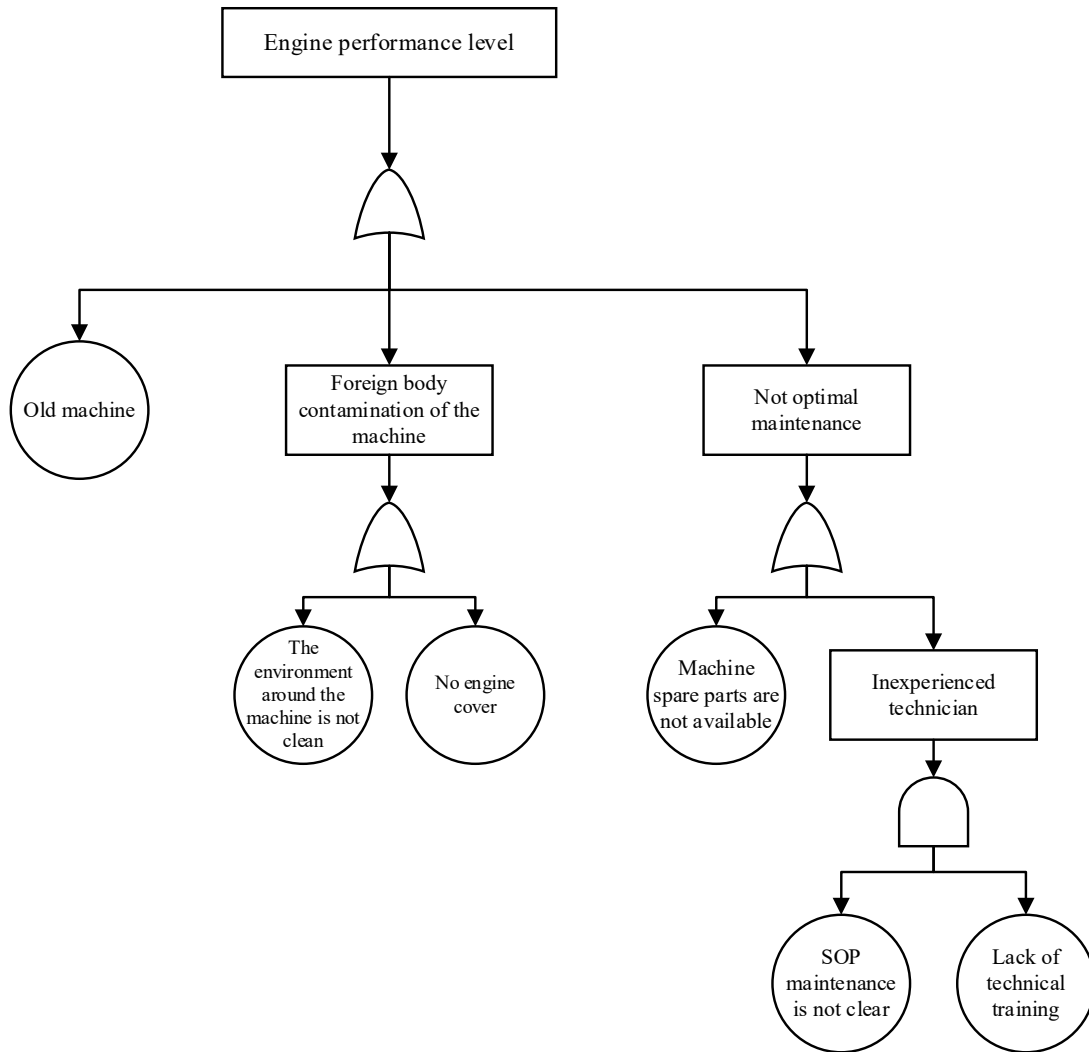 Engine performance level
Old machine
Foreign body
contamination of the
machine
Not optimal
maintenance
The
environment
around the
machine is not
clean
No engine
cover
Machine
spare parts are
not available
Inexperienced
technician
SOP
maintenance
is not clear
Lack of
technical
training